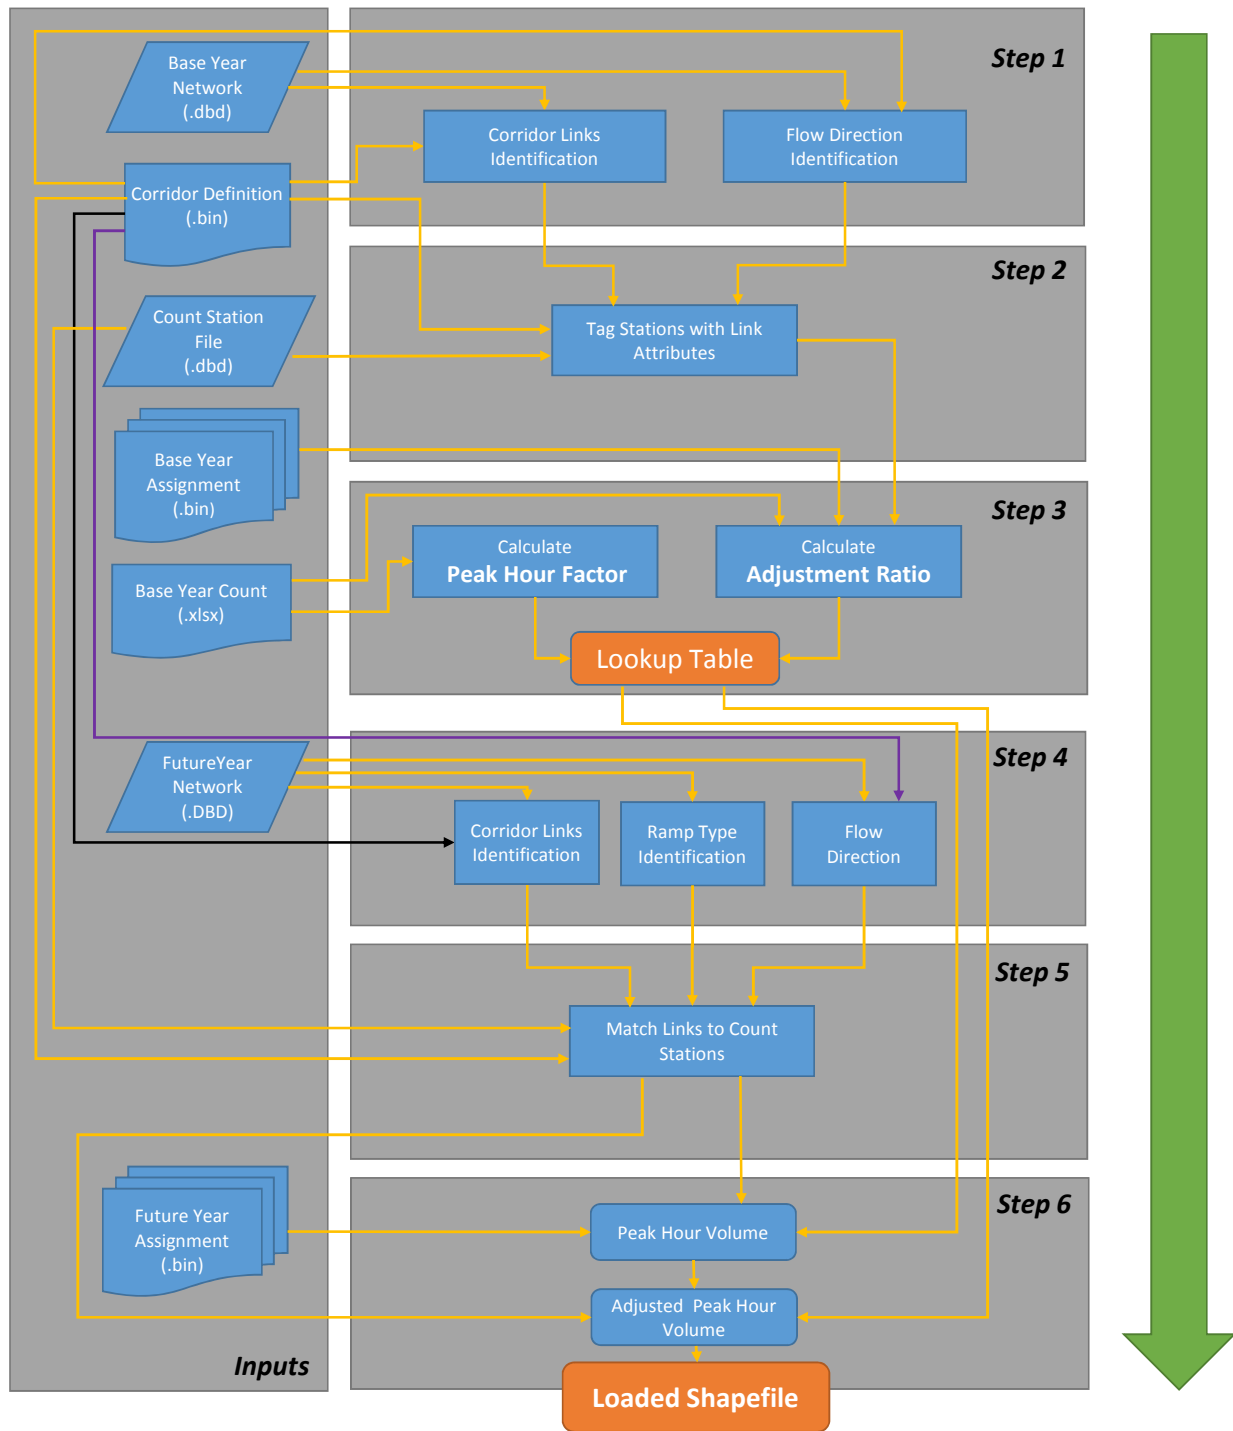 Step 1
Base Year
Network
(.dbd)
Corridor Links
Identification
Flow Direction
Identification
Corridor Definition
(.bin)
Step 2
Count Station
File
(.dbd)
Tag Stations with Link
Attributes
Base Year
Assignment
(.bin)
Step 3
Calculate
Peak Hour Factor
Calculate
Adjustment Ratio
Base Year Count
(.xlsx)
Lookup Table
Step 4
FutureYear
Network
(.DBD)
Corridor Links
Identification
Ramp Type
Identification
Flow
Direction
Step 5
Match Links to Count
Stations
Step 6
Future Year
Assignment
(.bin)
Peak Hour Volume
Adjusted  Peak Hour
Volume
Inputs
Loaded Shapefile